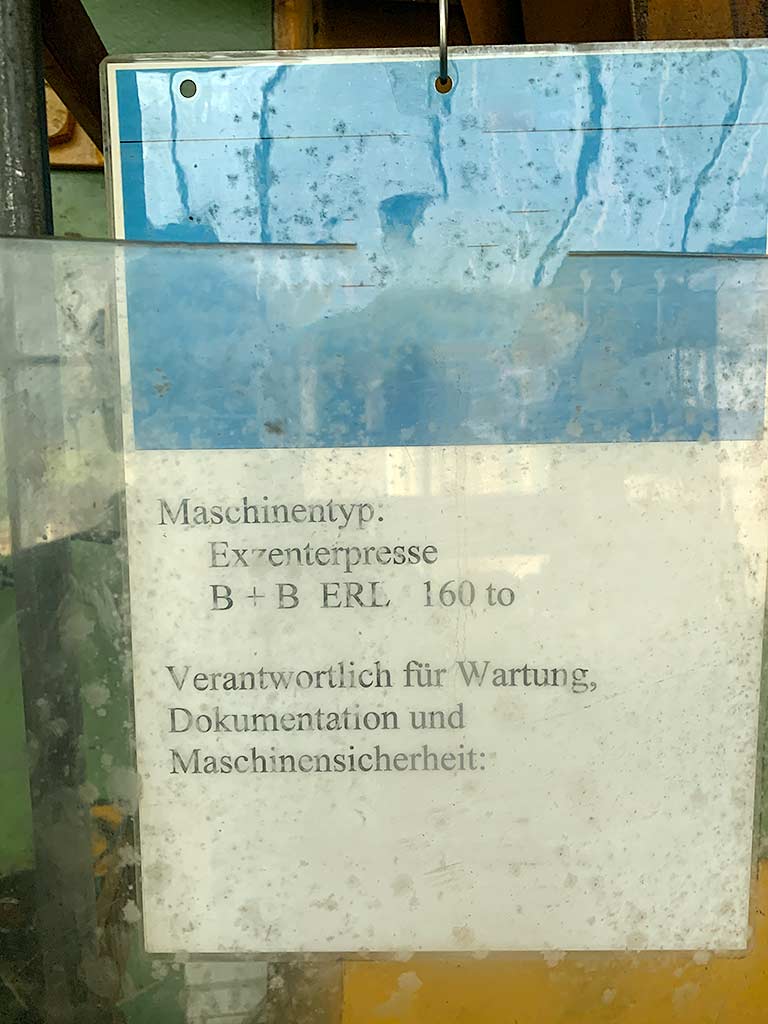 Maschinentyp:
Exzenterpresse
B + B ERL 160 to
Verantwortlich für Wartung,
Dokumentation und
Maschinensicherheit: